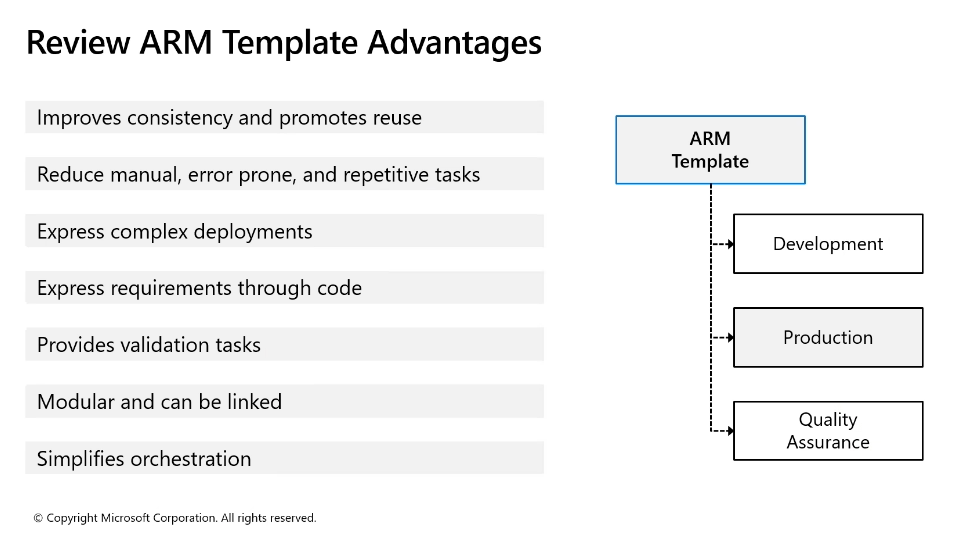 Review ARM Template Advantages
Improves consistency and promotes reuse
Reduce manual, error prone, and repetitive tasks
Express complex deployments
Express requirements through code
Provides validation tasks
Modular and can be linked
Simplifies orchestration
ARM
Template
Development
Production
Quality
Assurance
© Copyright Microsoft Corporation. All rights reserved.